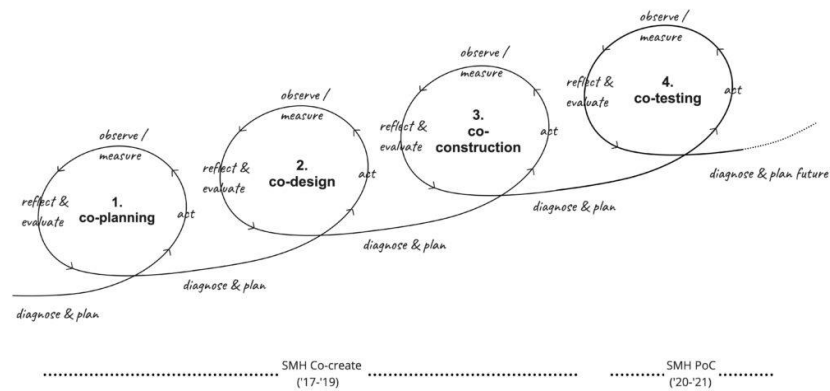 observe /
measure
reflect &
evaluate
1.
co-planning
act
diagnose & plan
observe /
measure
reflect &
evaluate
2.
co-design
act
diagnose & plan
observe /
measure
reflect &
evaluate
3.
co-
construction
act
diagnose & plan
observe /
measure
reflect &
evaluate
4.
co-testing
act
diagnose & plan
diagnose & plan future
SMH Co-create
('17-'19)
SMH PoC
('20-'21)